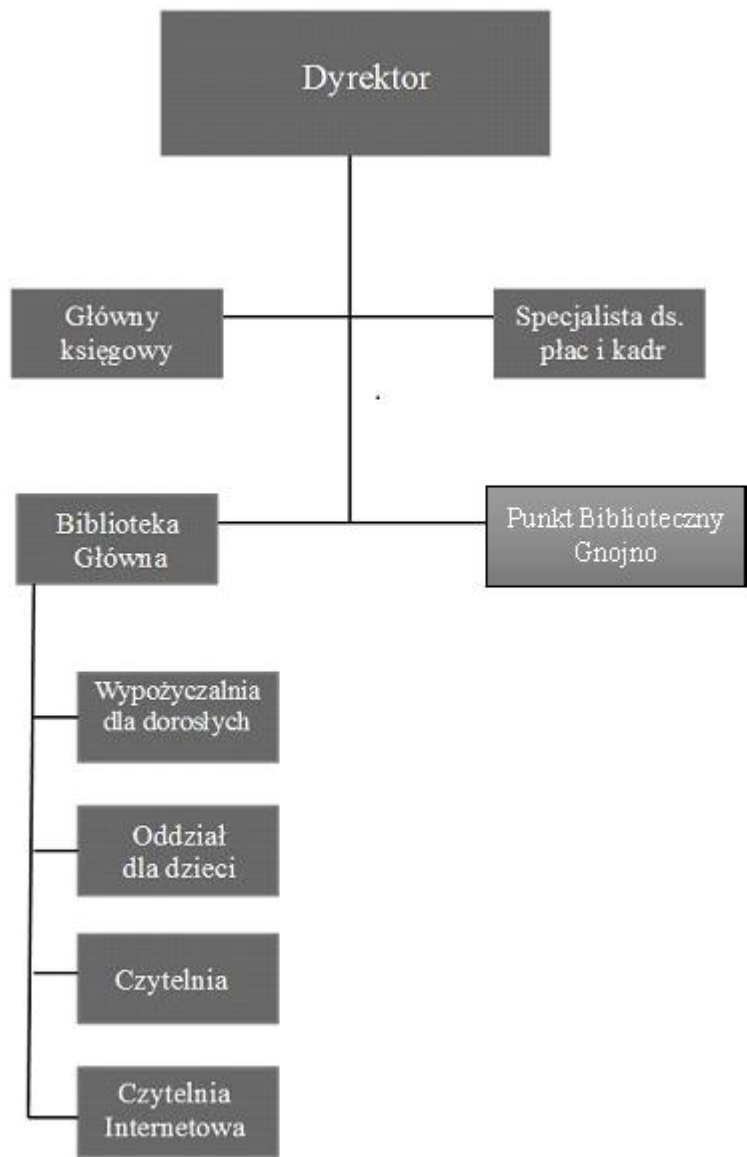 Dyrektor
Główny
księgowy
Specjalista ds.
płac i kadr
Biblioteka
Główna
Punkt Biblioteczny
Gnojno
Wypożyczalnia
dla dorosłych
Oddział
dla dzieci
Czytelnia
Czytelnia
Internetowa